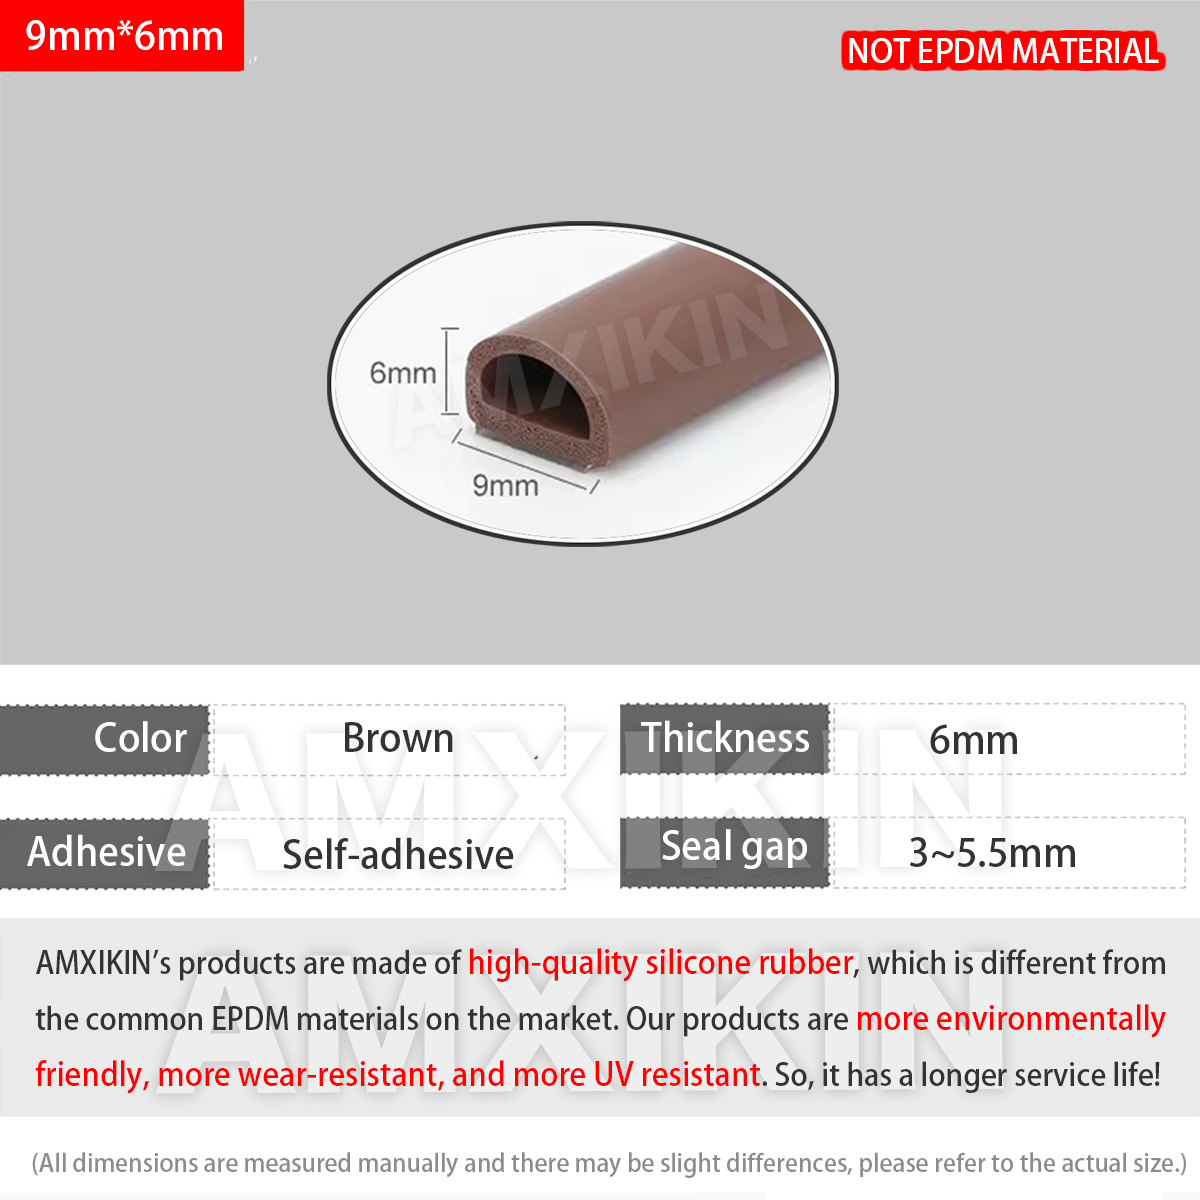 9mm*6mm
NOT EPDM MATERIAL
AMXIKIN
6mm
9mm
Color
Brown
Thickness
6mm
AMXIKIN
Adhesive
Self-adhesive
Seal gap
3~5.5mm
AMXIKIN’s products are made of high-quality silicone rubber, which is different from
the common EPDM materials on the market. Our products are more environmentally
friendly, more wear-resistant, and more UV resistant. So, it has a longer service life!
AMXIKIN
(All dimensions are measured manually and there may be slight differences, please refer to the actual size.)